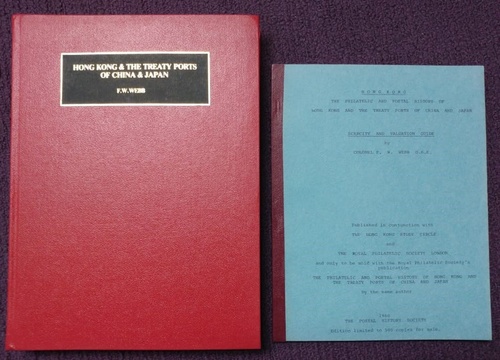 HONG KONG & THE TREATY PORTS
OF CHINA & JAPAN
F.W.WEBB
HONG KONG
THE PHILATELIC AND POSTAL HISTORY OF
HONG KONG AND THE TREATY PORTS OF CHINA AND JAPAN
SCARCITY AND VALUATION GUIDE
by
COLONEL F. W. WEBB
Published in conjunction with
THE HONG KONG STUDY CIRCLE
and
THE ROYAL PHILATELIC SOCIETY LONDON
and only to be sold with the Royal Philatelic Society's
publication
THE PHILATELIC AND POSTAL HISTORY OF HONG KONG AND
THE TREATY PORTS OF CHINA AND JAPAN
by the same author
THE POSTAL HISTORY SOCIETY
Edition limited to